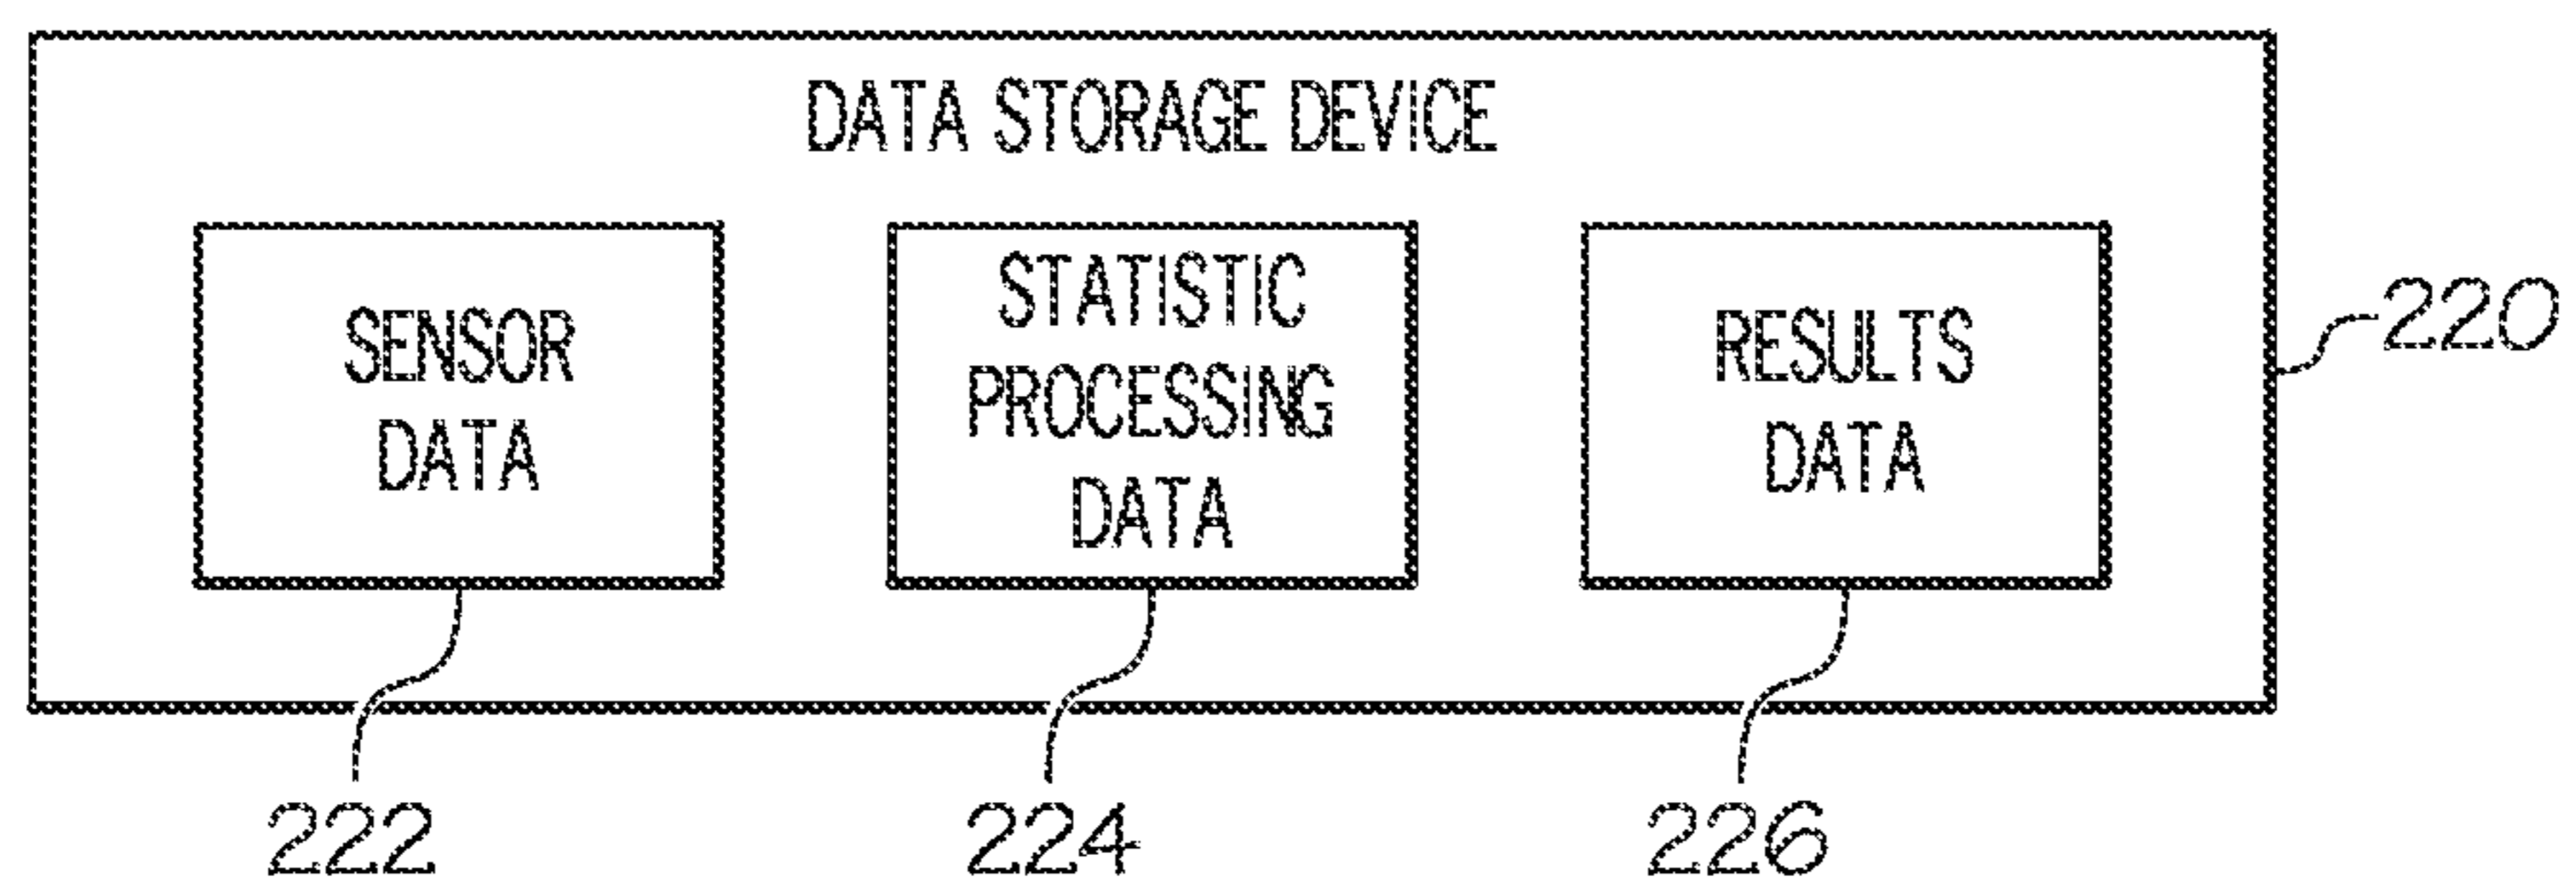 DATA STORAGE DEVICE
SENSOR
DATA
STATISTIC
PROCESSING
DATA
RESULTS
DATA
220
222
224
226